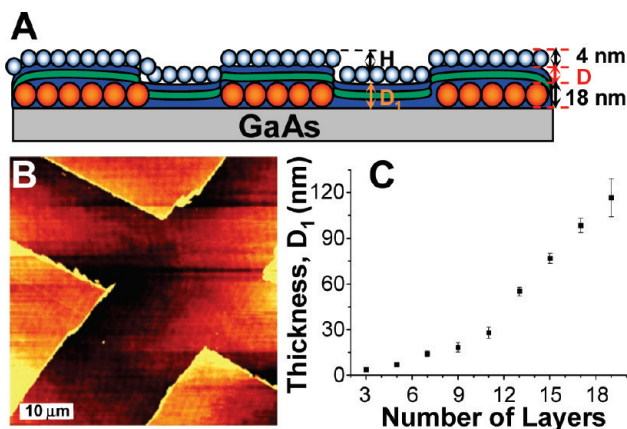 A
H
4 nm
D
D1
18 nm
GaAs
B
10 μm
C
Thickness, D1 (nm)
120
90
60
30
0
3 6 9 12 15 18
Number of Layers